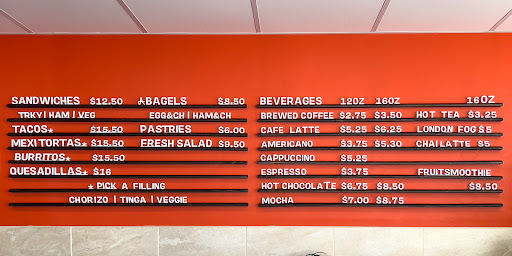 SANDWICHES $12.50 BAGELS $8.50
TRKY | HAM | VEG EGG&CH | HAM&CH
TACOS* $15.50 PASTRIES $6.00
MEXITORTAS* $15.50 FRESH SALAD $9.50
BURRITOS* $15.50
QUESADILLAS* $16
* PICK A FILLING
CHORIZO | TINGA | VEGGIE
BEVERAGES 12OZ 16OZ 16OZ
BREWED COFFEE $2.75 $3.50 HOT TEA $3.25
CAFE LATTE $5.25 $6.25 LONDON FOG $5
AMERICANO $3.75 $5.30 CHAI LATTE $5
CAPPUCCINO $5.25
ESPRESSO $3.75 FRUITSMOOTHIE
HOT CHOCOLATE $6.75 $8.50 $8.50
MOCHA $7.00 $8.75